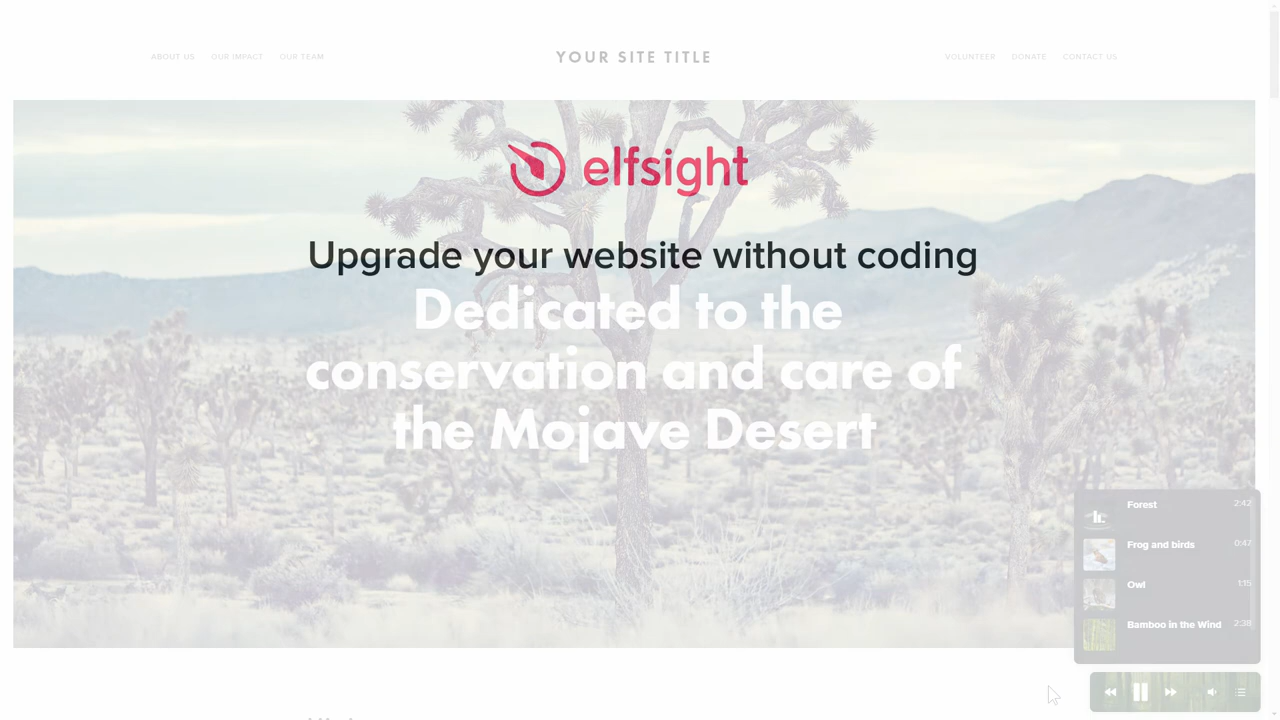 ABOUT US OUR IMPACT OUR TEAM
YOUR SITE TITLE
VOLUNTEER DONATE CONTACT US
elfsight
Upgrade your website without coding
Dedicated to the
conservation and care of
the Mojave Desert
Forest 2:42
Frog and birds 0:47
Owl 1:15
Bamboo in the Wind 2:38